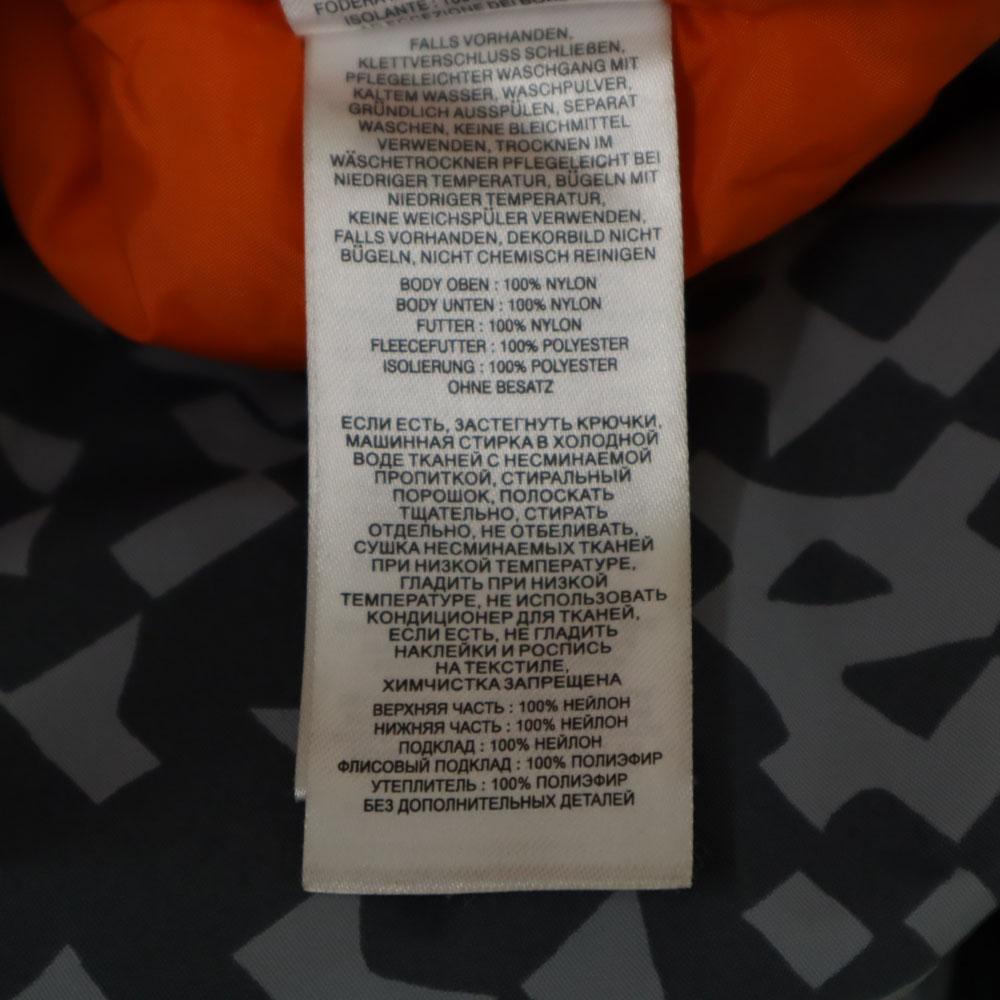 FODERA
ISOLANTE : 100
FALLS VORHANDEN,
KLETTVERSCHLUSS SCHLIEßEN,
PFLEGELEICHTER WASCHGANG MIT
KALTEM WASSER, WASCHPULVER,
GRÜNDLICH AUSSPÜLEN, SEPARAT
WASCHEN, KEINE BLEICHMITTEL
VERWENDEN, TROCKNEN IM
WÄSCHETROCKNER PFLEGELEICHT BEI
NIEDRIGER TEMPERATUR, BÜGELN MIT
NIEDRIGER TEMPERATUR,
KEINE WEICHSPÜLER VERWENDEN,
FALLS VORHANDEN, DEKORBILD NICHT
BÜGELN, NICHT CHEMISCH REINIGEN
BODY OBEN : 100% NYLON
BODY UNTEN : 100% NYLON
FUTTER : 100% NYLON
FLEECEFUTTER : 100% POLYESTER
ISOLIERUNG : 100% POLYESTER
OHNE BESATZ
ЕСЛИ ЕСТЬ, ЗАСТЕГНУТЬ КРЮЧКИ,
МАШИННАЯ СТИРКА В ХОЛОДНОЙ
ВОДЕ ТКАНЕЙ С НЕСМИНАЕМОЙ
ПРОПИТКОЙ, СТИРАЛЬНЫЙ
ПОРОШОК, ПОЛОСКАТЬ
ТЩАТЕЛЬНО, СТИРАТЬ
ОТДЕЛЬНО, НЕ ОТБЕЛИВАТЬ,
СУШКА НЕСМИНАЕМЫХ ТКАНЕЙ
ПРИ НИЗКОЙ ТЕМПЕРАТУРЕ,
ГЛАДИТЬ ПРИ НИЗКОЙ
ТЕМПЕРАТУРЕ, НЕ ИСПОЛЬЗОВАТЬ
КОНДИЦИОНЕР ДЛЯ ТКАНЕЙ,
ЕСЛИ ЕСТЬ, НЕ ГЛАДИТЬ
НАКЛЕЙКИ И РОСПИСЬ
НА ТЕКСТИЛЕ,
ХИМЧИСТКА ЗАПРЕЩЕНА
ВЕРХНЯЯ ЧАСТЬ : 100% НЕЙЛОН
НИЖНЯЯ ЧАСТЬ : 100% НЕЙЛОН
ПОДКЛАД : 100% НЕЙЛОН
ФЛИСОВЫЙ ПОДКЛАД : 100% ПОЛИЭФИР
УТЕПЛИТЕЛЬ : 100% ПОЛИЭФИР
БЕЗ ДОПОЛНИТЕЛЬНЫХ ДЕТАЛЕЙ